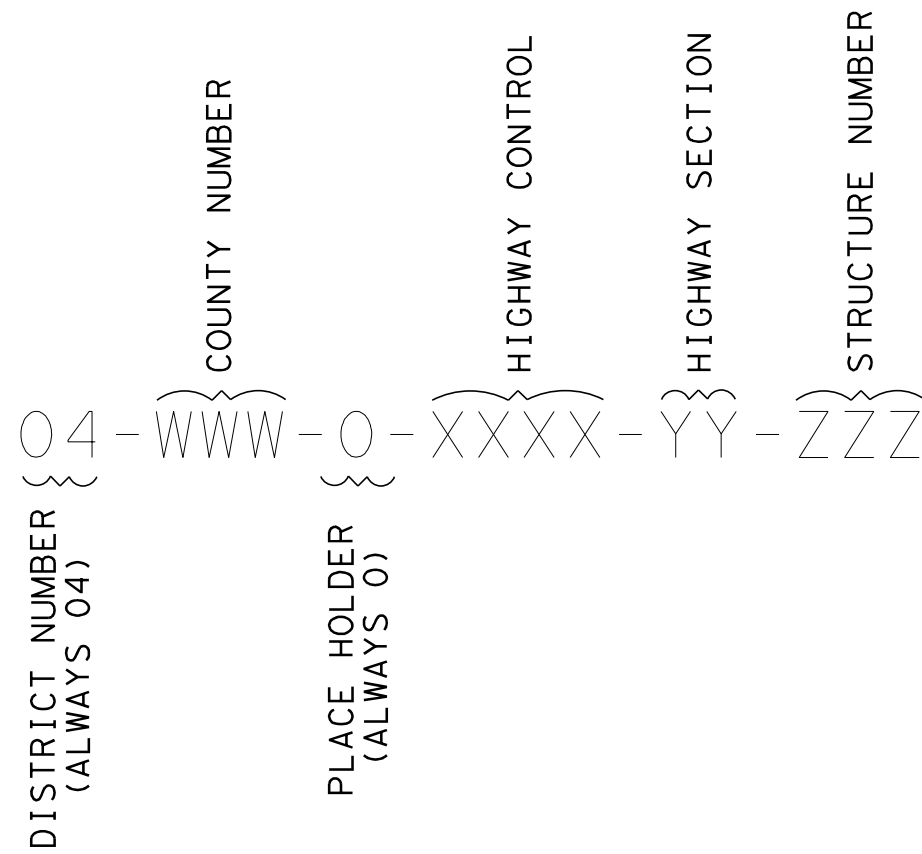 COUNTY NUMBER
HIGHWAY CONTROL
HIGHWAY SECTION
STRUCTURE NUMBER
04 - WWW - 0 - XXXX - YY - ZZZ
DISTRICT NUMBER
(ALWAYS 04)
PLACE HOLDER
(ALWAYS 0)